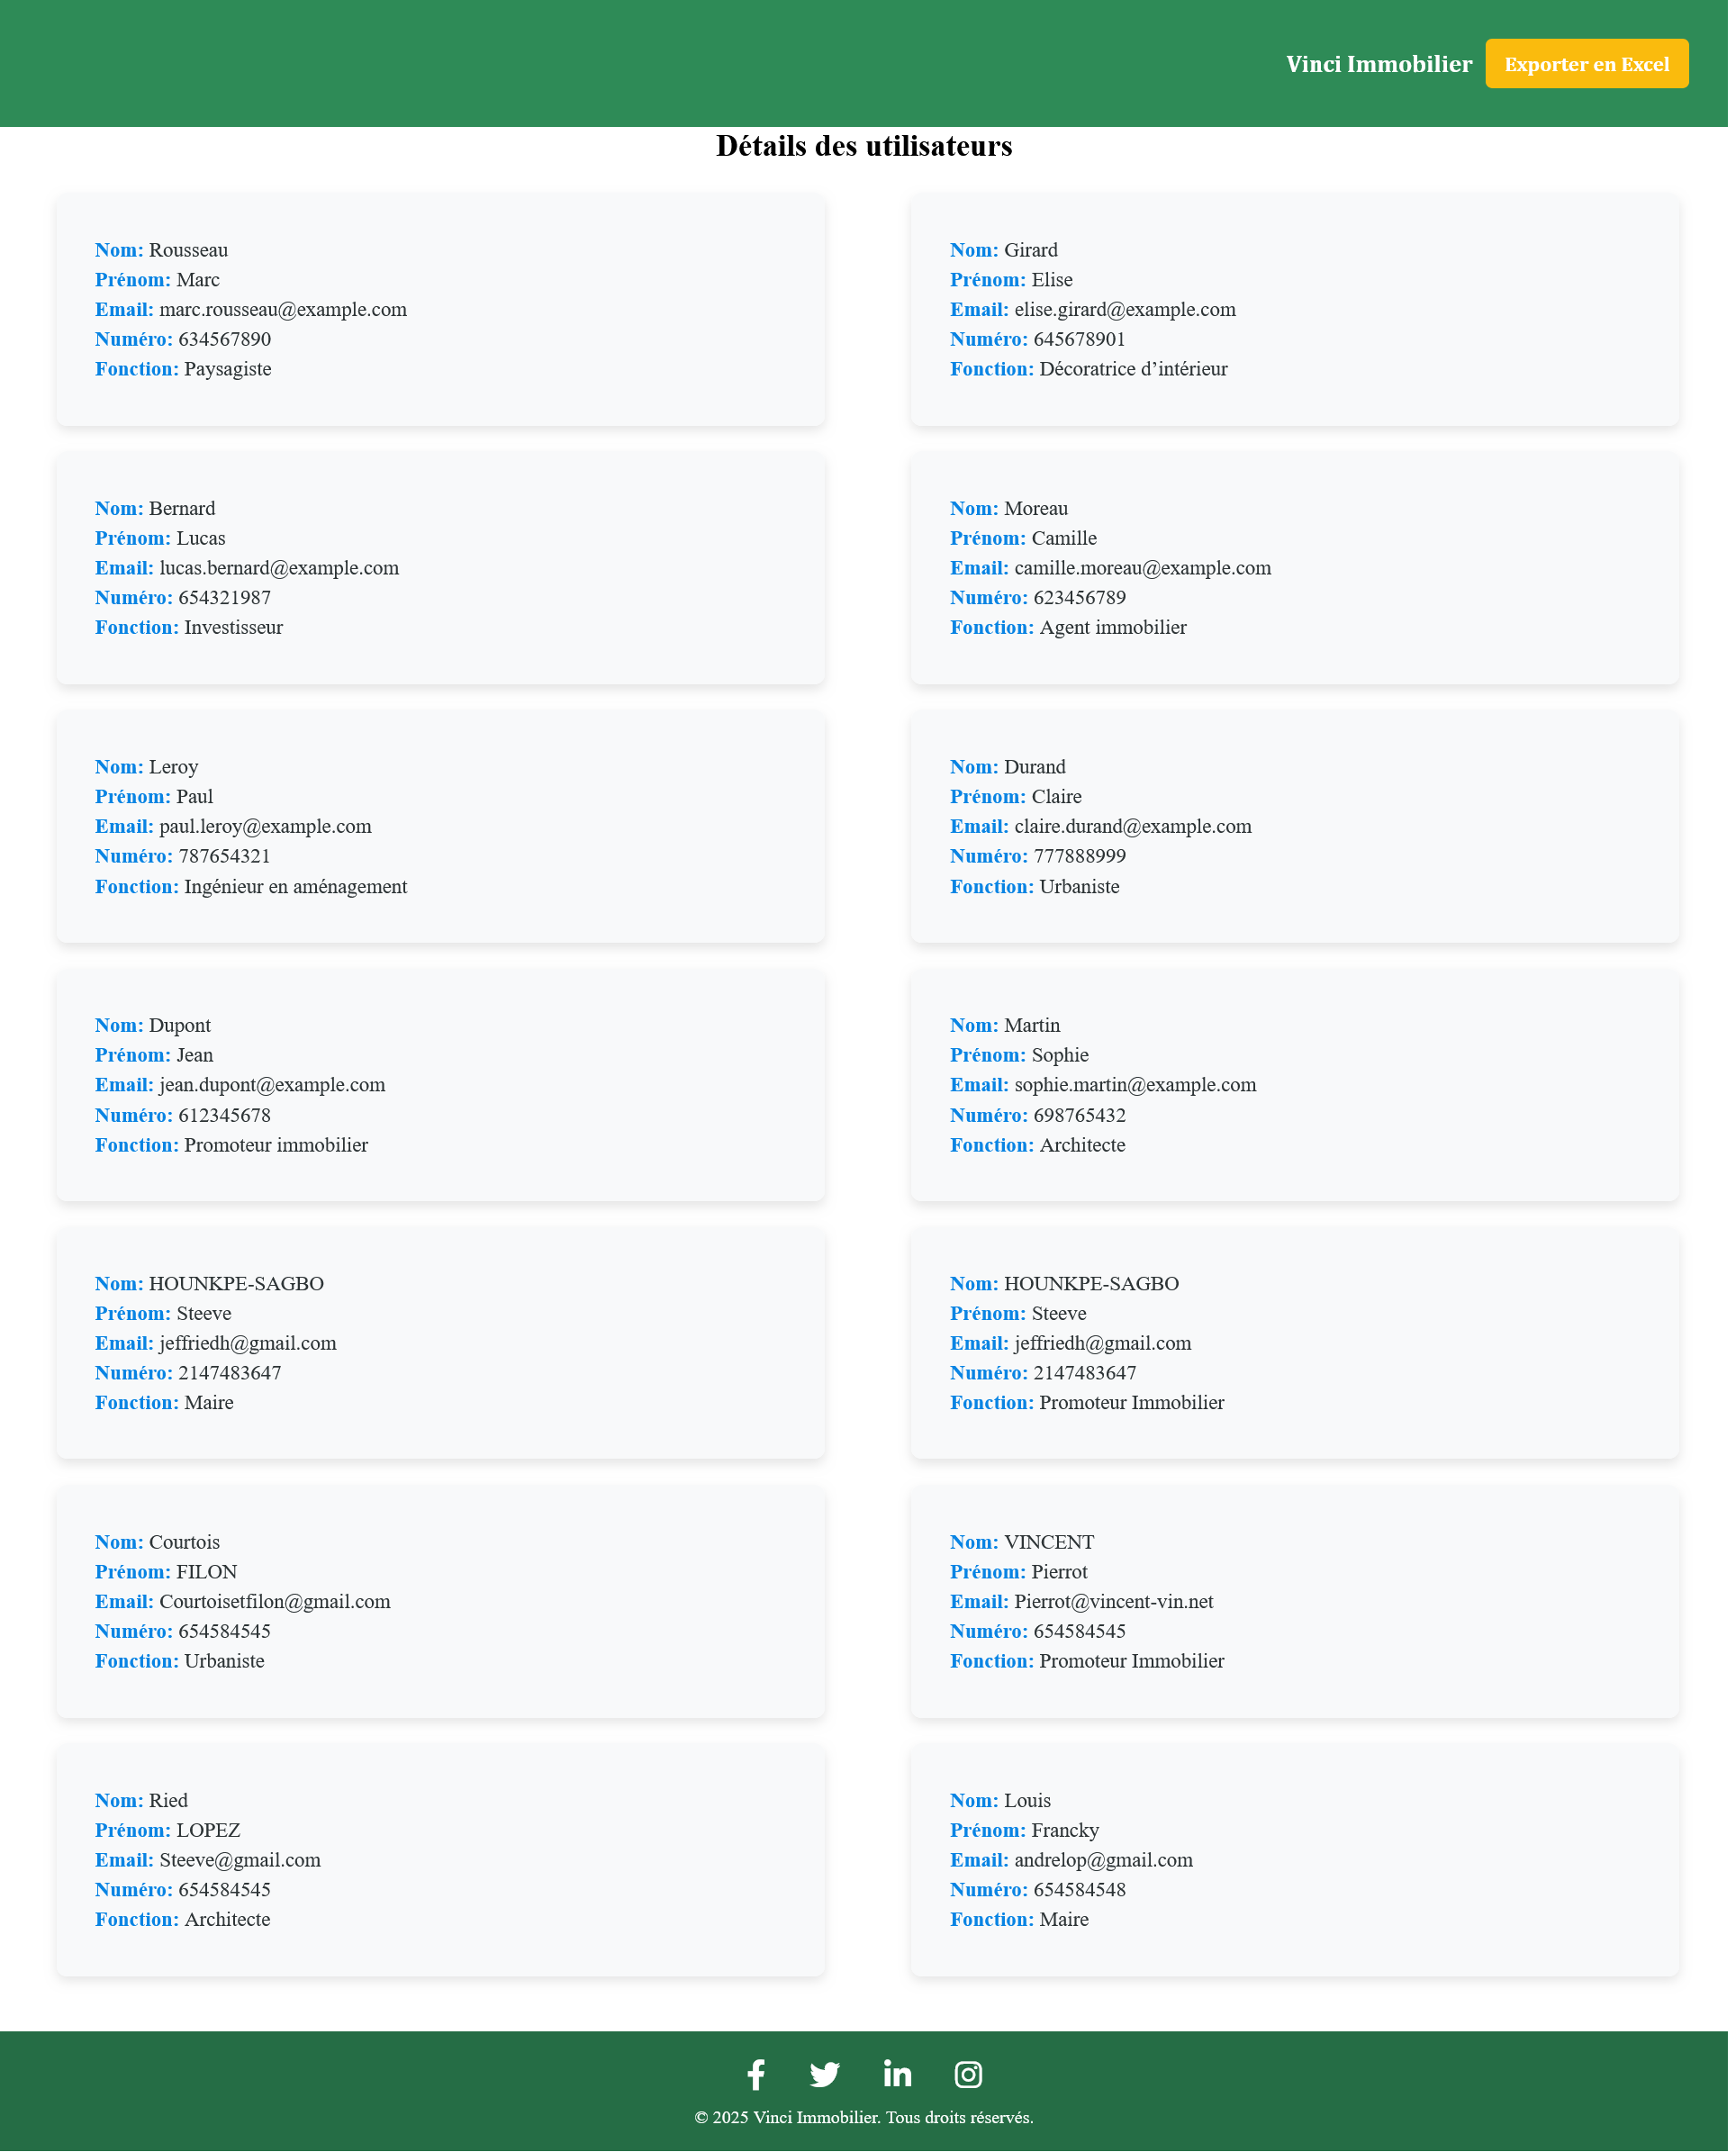 Vinci Immobilier
Exporter en Excel
Détails des utilisateurs
Nom: Rousseau
Prénom: Marc
Email: marc.rousseau@example.com
Numéro: 634567890
Fonction: Paysagiste
Nom: Girard
Prénom: Elise
Email: elise.girard@example.com
Numéro: 645678901
Fonction: Décoratrice d’intérieur
Nom: Bernard
Prénom: Lucas
Email: lucas.bernard@example.com
Numéro: 654321987
Fonction: Investisseur
Nom: Moreau
Prénom: Camille
Email: camille.moreau@example.com
Numéro: 623456789
Fonction: Agent immobilier
Nom: Leroy
Prénom: Paul
Email: paul.leroy@example.com
Numéro: 787654321
Fonction: Ingénieur en aménagement
Nom: Durand
Prénom: Claire
Email: claire.durand@example.com
Numéro: 777888999
Fonction: Urbaniste
Nom: Dupont
Prénom: Jean
Email: jean.dupont@example.com
Numéro: 612345678
Fonction: Promoteur immobilier
Nom: Martin
Prénom: Sophie
Email: sophie.martin@example.com
Numéro: 698765432
Fonction: Architecte
Nom: HOUNKPE-SAGBO
Prénom: Steeve
Email: jeffriedh@gmail.com
Numéro: 2147483647
Fonction: Maire
Nom: HOUNKPE-SAGBO
Prénom: Steeve
Email: jeffriedh@gmail.com
Numéro: 2147483647
Fonction: Promoteur Immobilier
Nom: Courtois
Prénom: FILON
Email: Courtoisetfilon@gmail.com
Numéro: 654584545
Fonction: Urbaniste
Nom: VINCENT
Prénom: Pierrot
Email: Pierrot@vincent-vin.net
Numéro: 654584545
Fonction: Promoteur Immobilier
Nom: Ried
Prénom: LOPEZ
Email: Steeve@gmail.com
Numéro: 654584545
Fonction: Architecte
Nom: Louis
Prénom: Francky
Email: andrelop@gmail.com
Numéro: 654584548
Fonction: Maire
© 2025 Vinci Immobilier. Tous droits réservés.